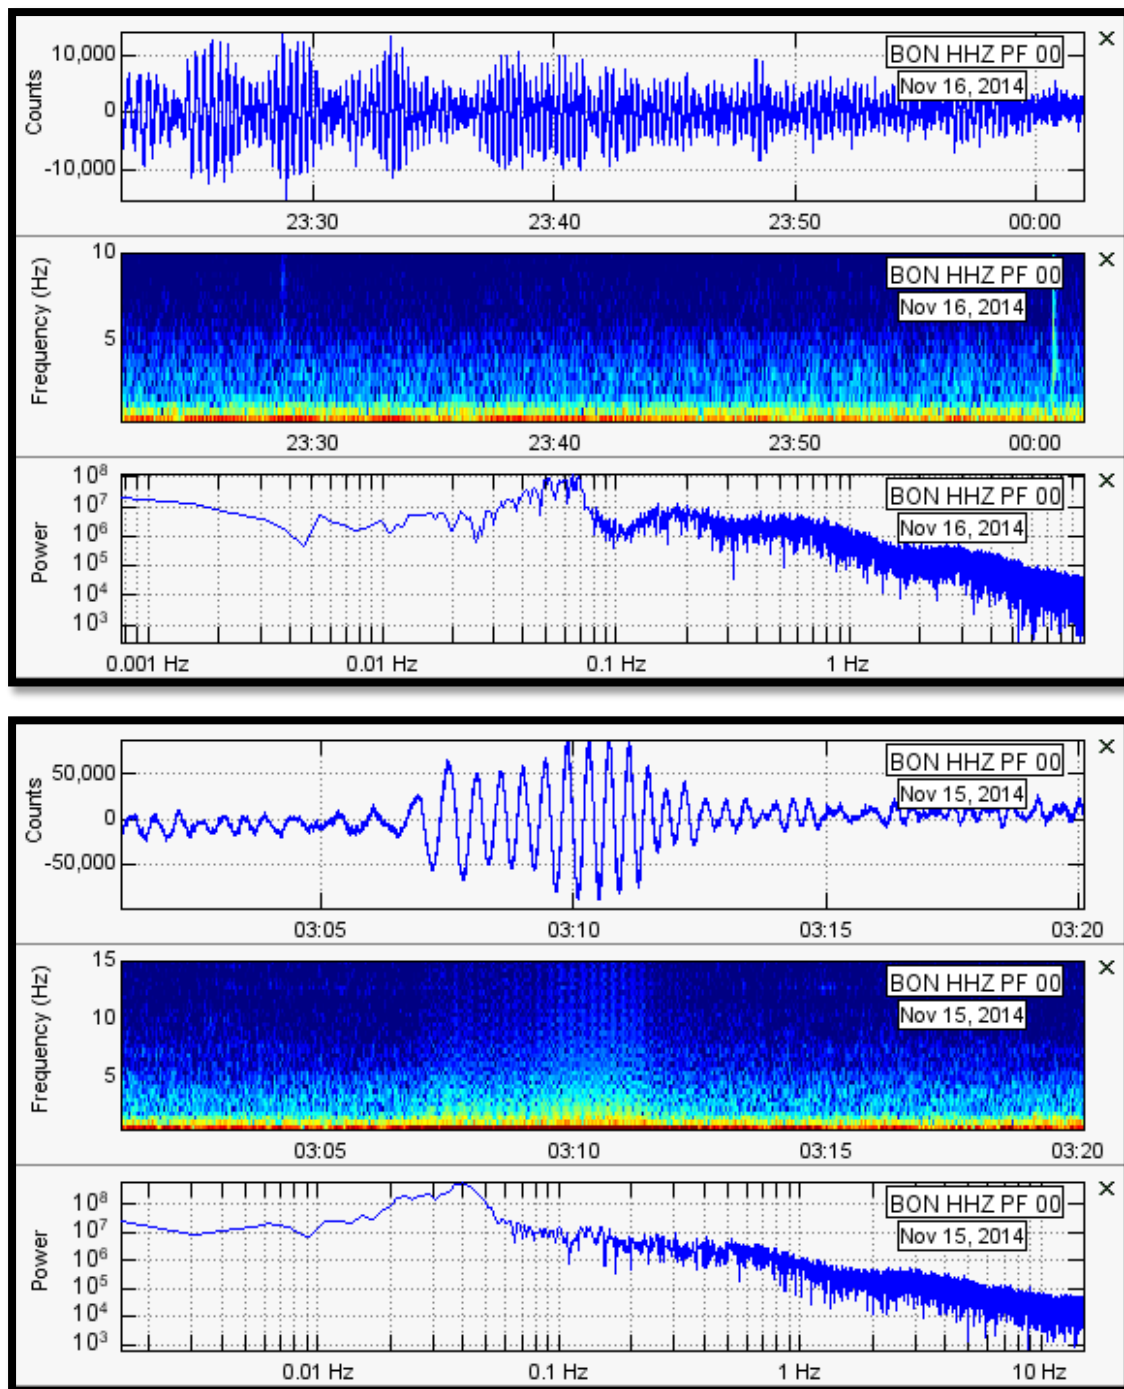 Counts
10,000
0
-10,000
BON HHZ PF 00
Nov 16, 2014
23:30 23:40 23:50 00:00
Frequency (Hz)
10
5
BON HHZ PF 00
Nov 16, 2014
23:30 23:40 23:50 00:00
Power
10⁸
10⁷
10⁶
10⁵
10⁴
10³
BON HHZ PF 00
Nov 16, 2014
0.001 Hz 0.01 Hz 0.1 Hz 1 Hz
Counts
50,000
0
-50,000
BON HHZ PF 00
Nov 15, 2014
03:05 03:10 03:15 03:20
Frequency (Hz)
15
10
5
BON HHZ PF 00
Nov 15, 2014
03:05 03:10 03:15 03:20
Power
10⁸
10⁷
10⁶
10⁵
10⁴
10³
BON HHZ PF 00
Nov 15, 2014
0.01 Hz 0.1 Hz 1 Hz 10 Hz